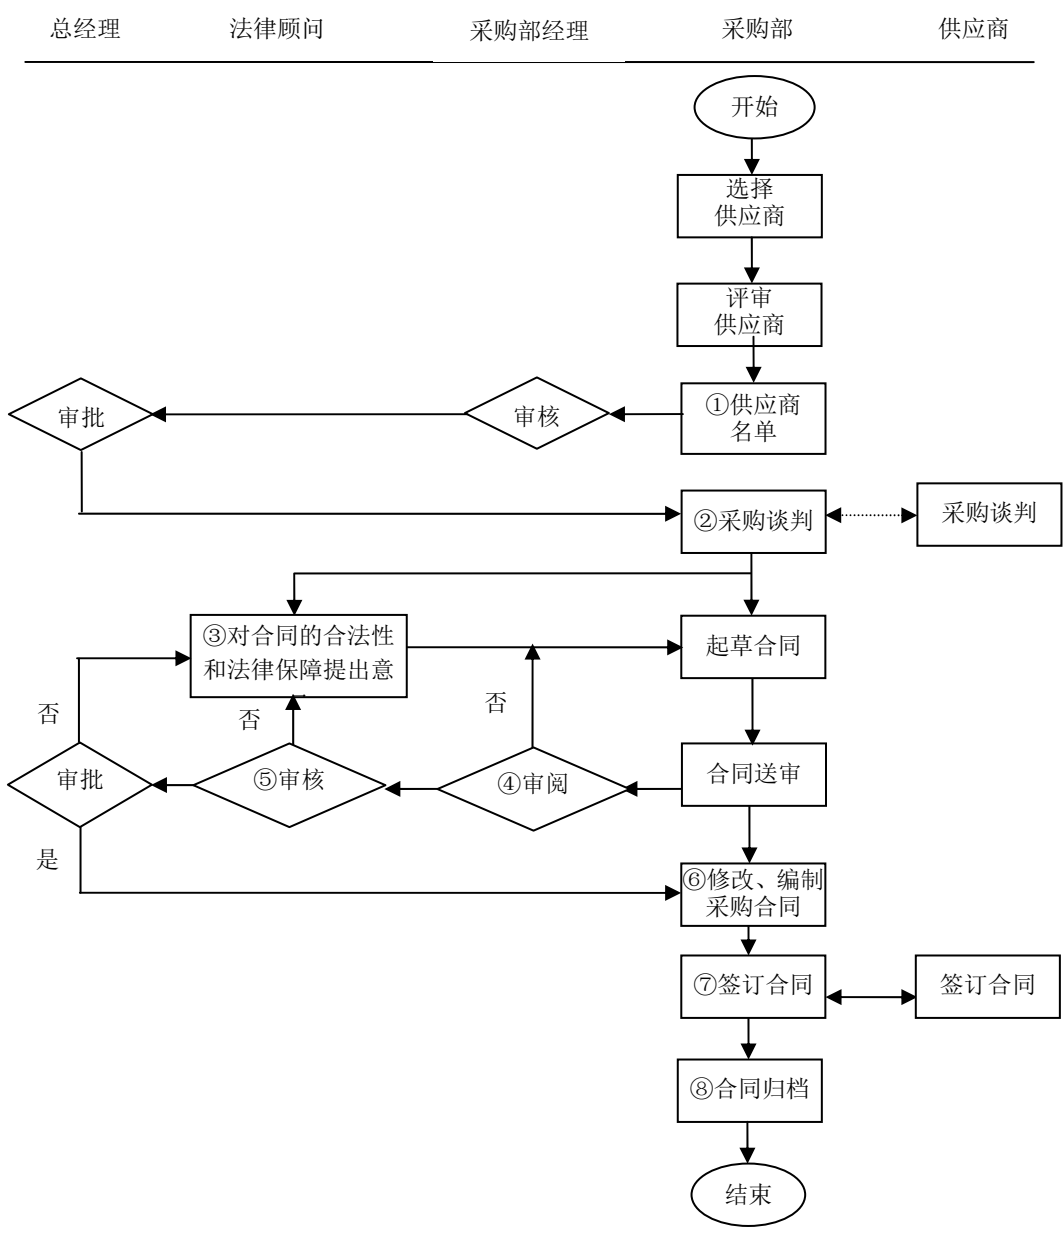 总经理
法律顾问
采购部经理
采购部
供应商
开始
选择
供应商
评审
供应商
①供应商
名单
审核
审批
②采购谈判
采购谈判
③对合同的合法性
和法律保障提出意
起草合同
否
否
否
合同送审
④审阅
⑤审核
审批
是
⑥修改、编制
采购合同
⑦签订合同
签订合同
⑧合同归档
结束